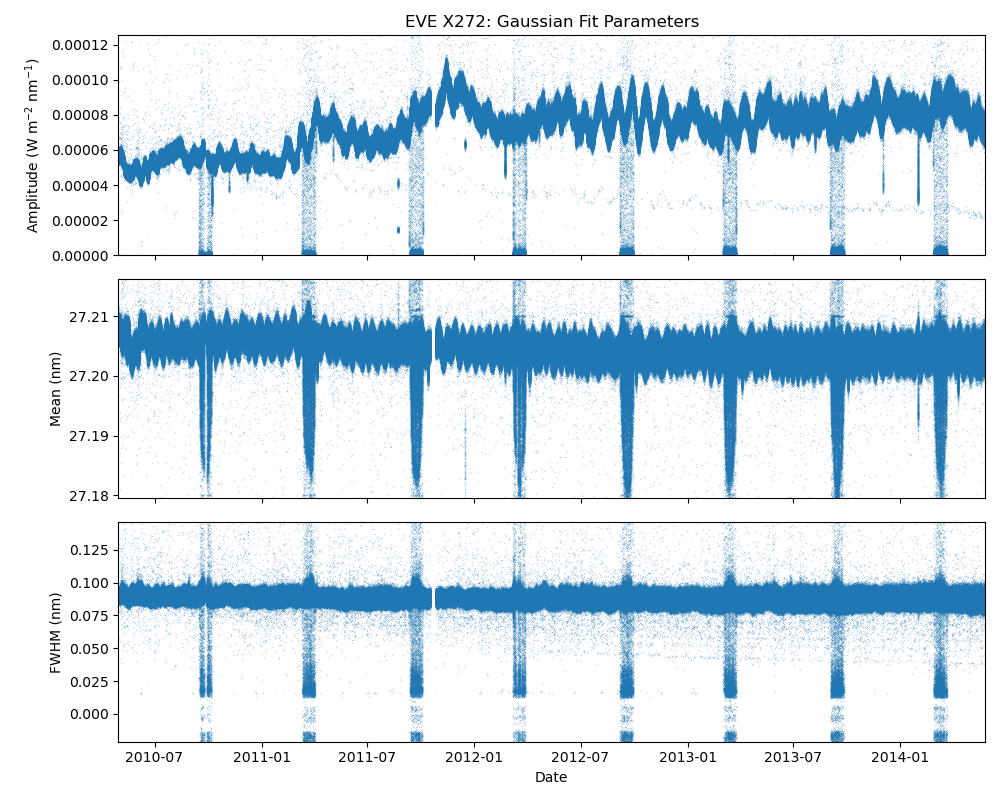 EVE X272: Gaussian Fit Parameters
Amplitude (W m⁻² nm⁻¹)
0.00012
0.00010
0.00008
0.00006
0.00004
0.00002
0.00000
Mean (nm)
27.21
27.20
27.19
27.18
FWHM (nm)
0.125
0.100
0.075
0.050
0.025
0.000
2010-07 2011-01 2011-07 2012-01 2012-07 2013-01 2013-07 2014-01
Date